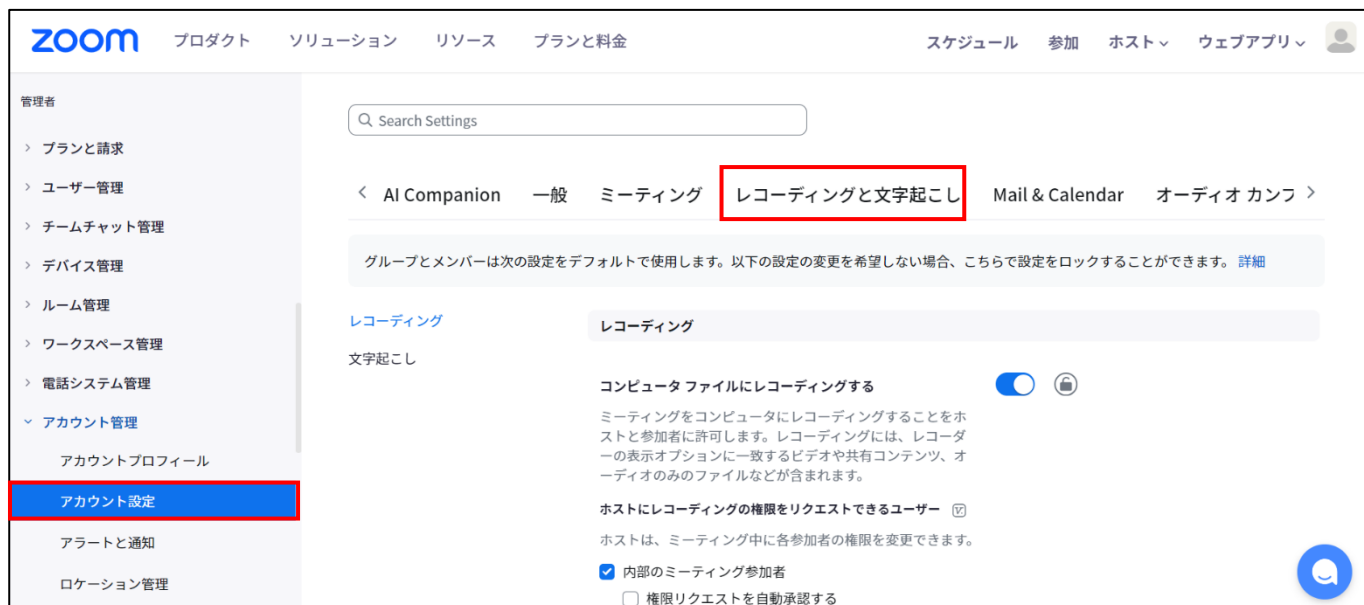 zoom プロダクト ソリューション リソース プランと料金 スケジュール 参加 ホスト ウェブアプリ
管理者
プランと請求
ユーザー管理
チームチャット管理
デバイス管理
ルーム管理
ワークスペース管理
電話システム管理
アカウント管理
アカウントプロフィール
アカウント設定
アラートと通知
ロケーション管理
Search Settings
AI Companion 一般 ミーティング レコーディングと文字起こし Mail & Calendar オーディオ カンフ
グループとメンバーは次の設定をデフォルトで使用します。以下の設定の変更を希望しない場合、こちらで設定をロックすることができます。 詳細
レコーディング
文字起こし
レコーディング
コンピュータ ファイルにレコーディングする
ミーティングをコンピュータにレコーディングすることをホ
ストと参加者に許可します。レコーディングには、レコーダ
ーの表示オプションに一致するビデオや共有コンテンツ、オ
ーディオのみのファイルなどが含まれます。
ホストにレコーディングの権限をリクエストできるユーザー
ホストは、ミーティング中に各参加者の権限を変更できます。
内部のミーティング参加者
権限リクエストを自動承認する